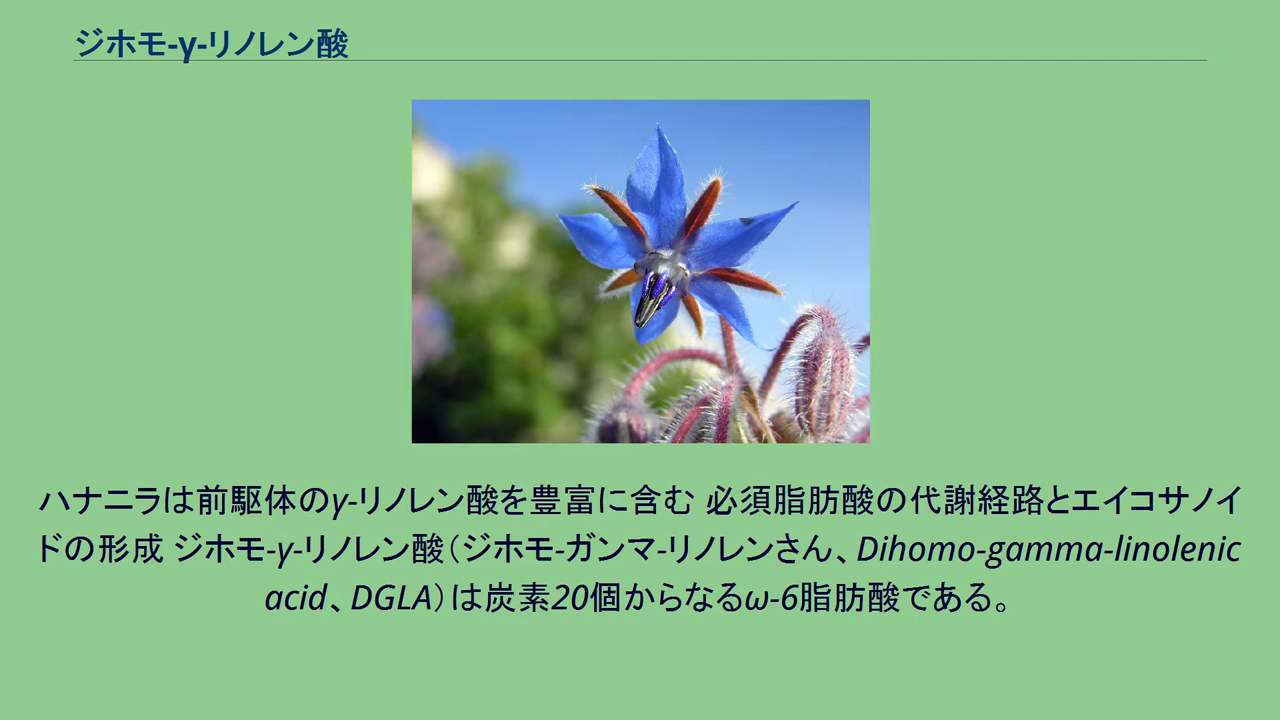 ジホモ-γ-リノレン酸
ハナニラは前駆体のγ-リノレン酸を豊富に含む 必須脂肪酸の代謝経路とエイコサノイ
ドの形成 ジホモ-γ-リノレン酸（ジホモ-ガンマ-リノレンさん、Dihomo-gamma-linolenic
acid、DGLA）は炭素20個からなるω-6脂肪酸である。